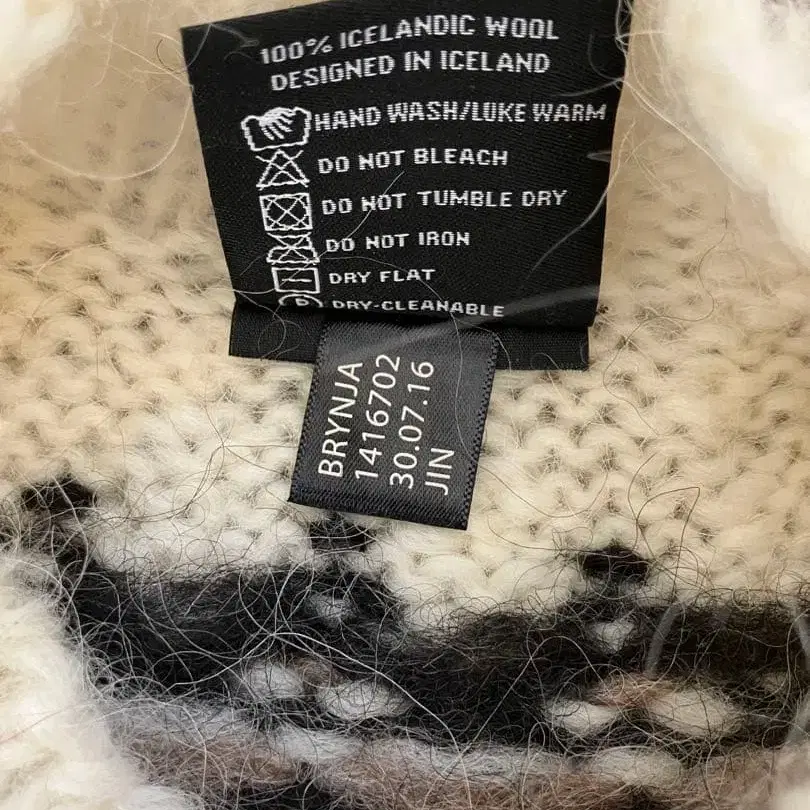 100% ICELANDIC WOOL
DESIGNED IN ICELAND
HAND WASH/LUKE WARM
DO NOT BLEACH
DO NOT TUMBLE DRY
DO NOT IRON
DRY FLAT
P DRY-CLEANABLE
BRYNJA
1416702
30.07.16
JIN